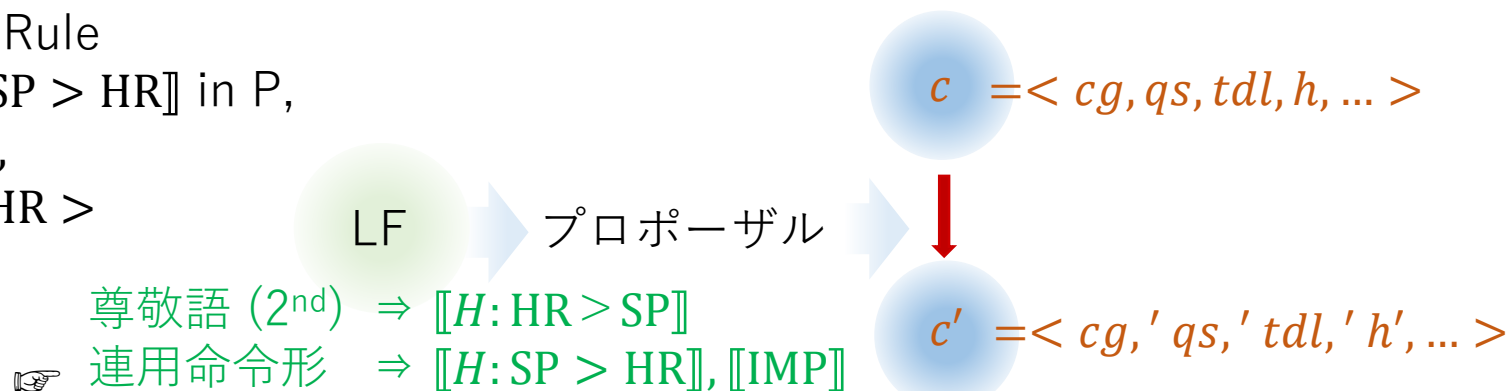 Rule
SP > HR⟧ in P,
HR >
LF
プロポーザル
尊敬語 (2nd) ⇒ ⟦H: HR > SP⟧
☞ 連用命令形 ⇒ ⟦H: SP > HR⟧, ⟦IMP⟧
c =< cg, qs, tdl, h, … >
c′ =< cg,′ qs,′ tdl,′ h′, … >